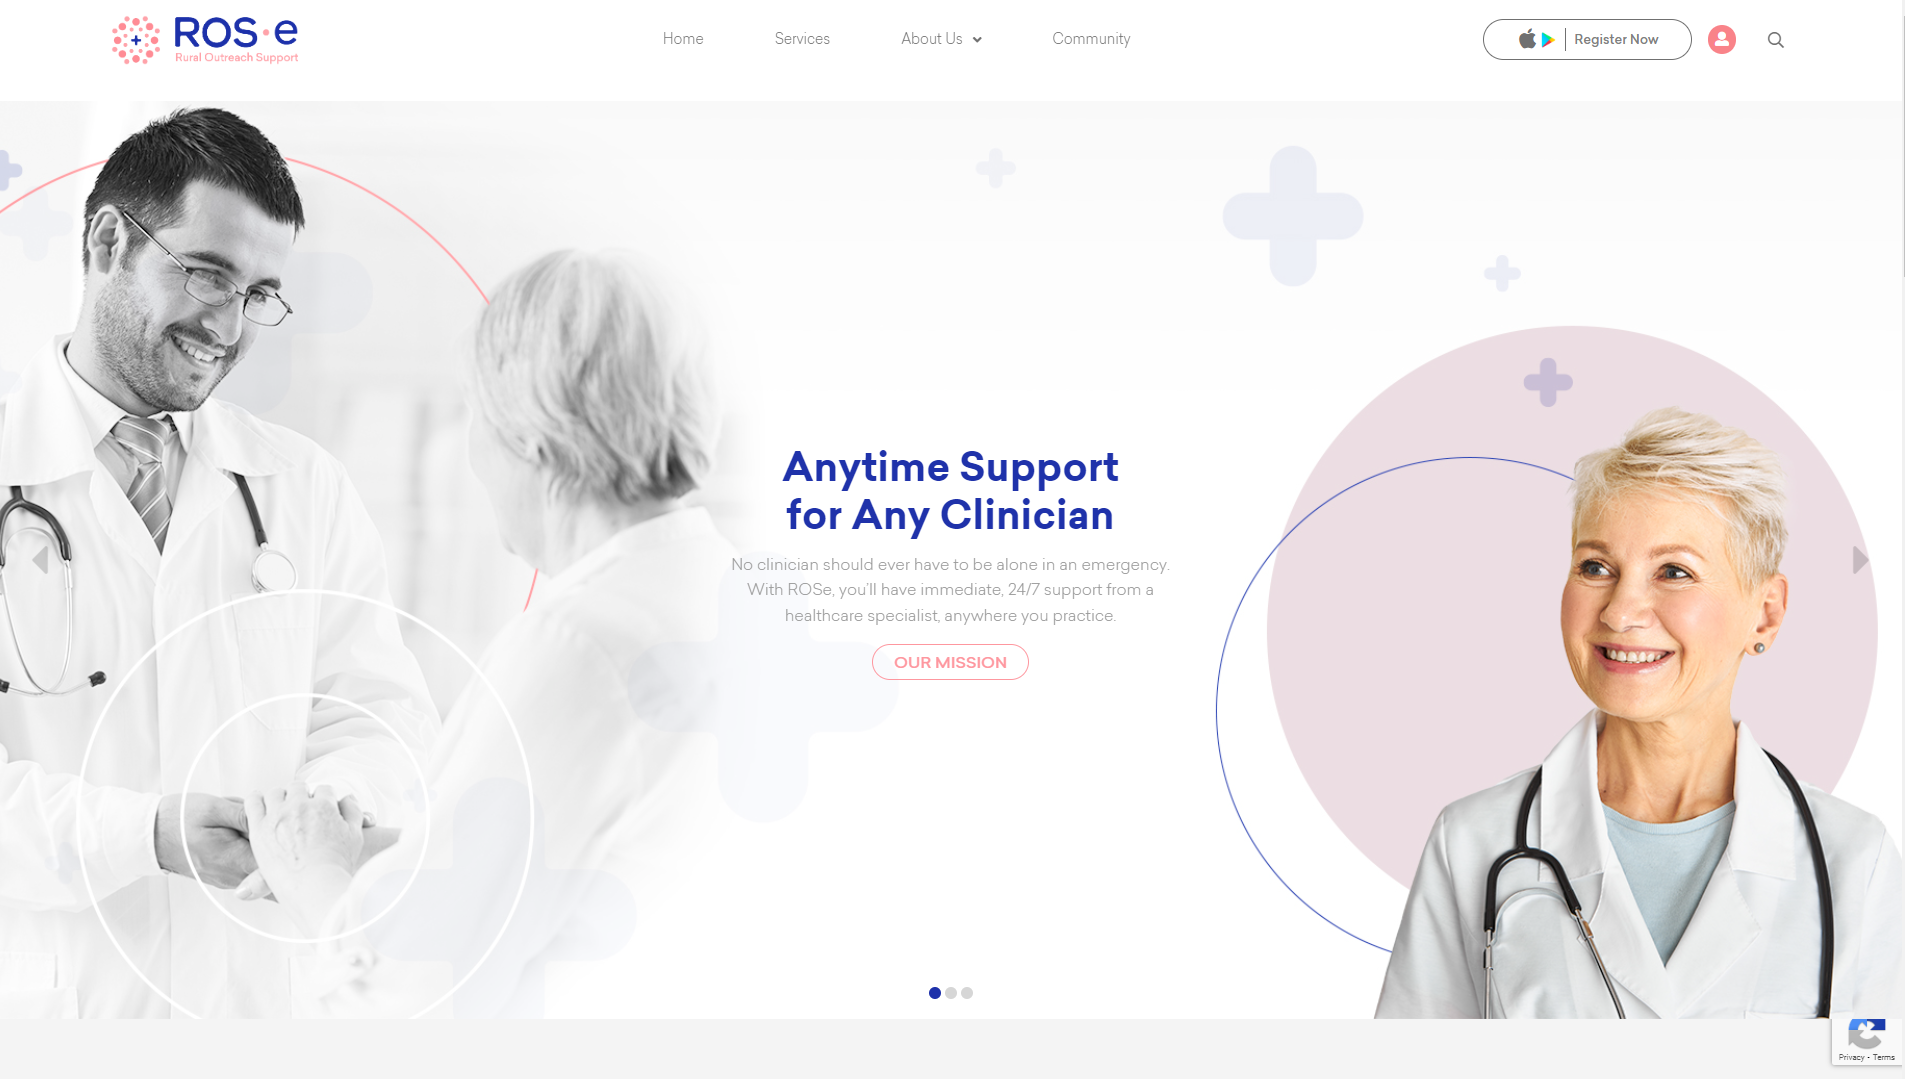 ROS·e
Rural Outreach Support
Home
Services
About Us
Community
Register Now
Anytime Support
for Any Clinician
No clinician should ever have to be alone in an emergency.
With ROSe, you'll have immediate, 24/7 support from a
healthcare specialist, anywhere you practice.
OUR MISSION
Privacy - Terms